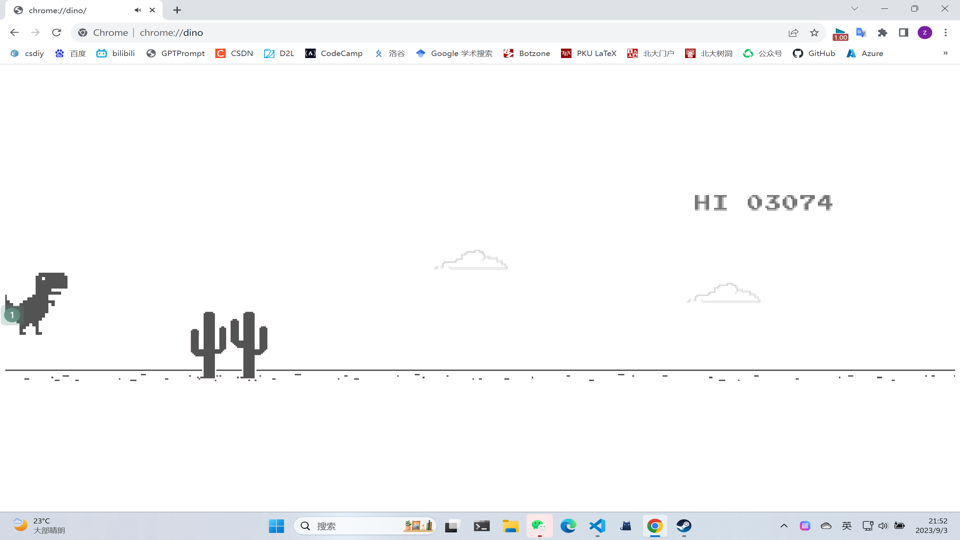 chrome://dino/
Chrome | chrome://dino
1.00
z
csdiy
百度
bilibili
GPTPrompt
CSDN
D2L
CodeCamp
洛谷
Google 学术搜索
Botzone
PKU LaTeX
北大门户
北大树洞
公众号
GitHub
Azure
»
HI 03074
1
23°C
大部晴朗
搜索
英
21:52
2023/9/3